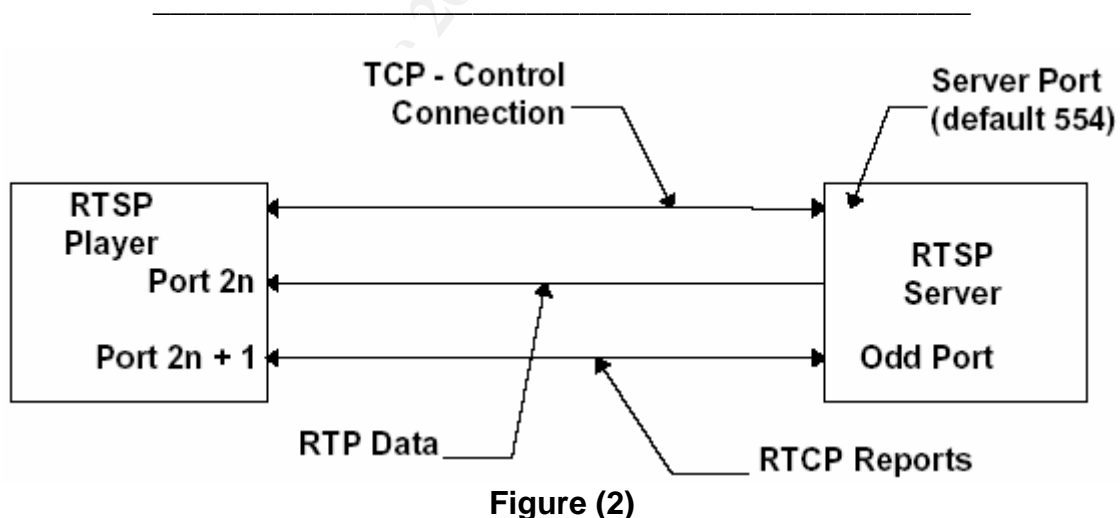 TCP - Control
Connection
Server Port
(default 554)
RTSP
Player
Port 2n
Port 2n + 1
RTSP
Server
Odd Port
RTP Data
RTCP Reports
Figure (2)